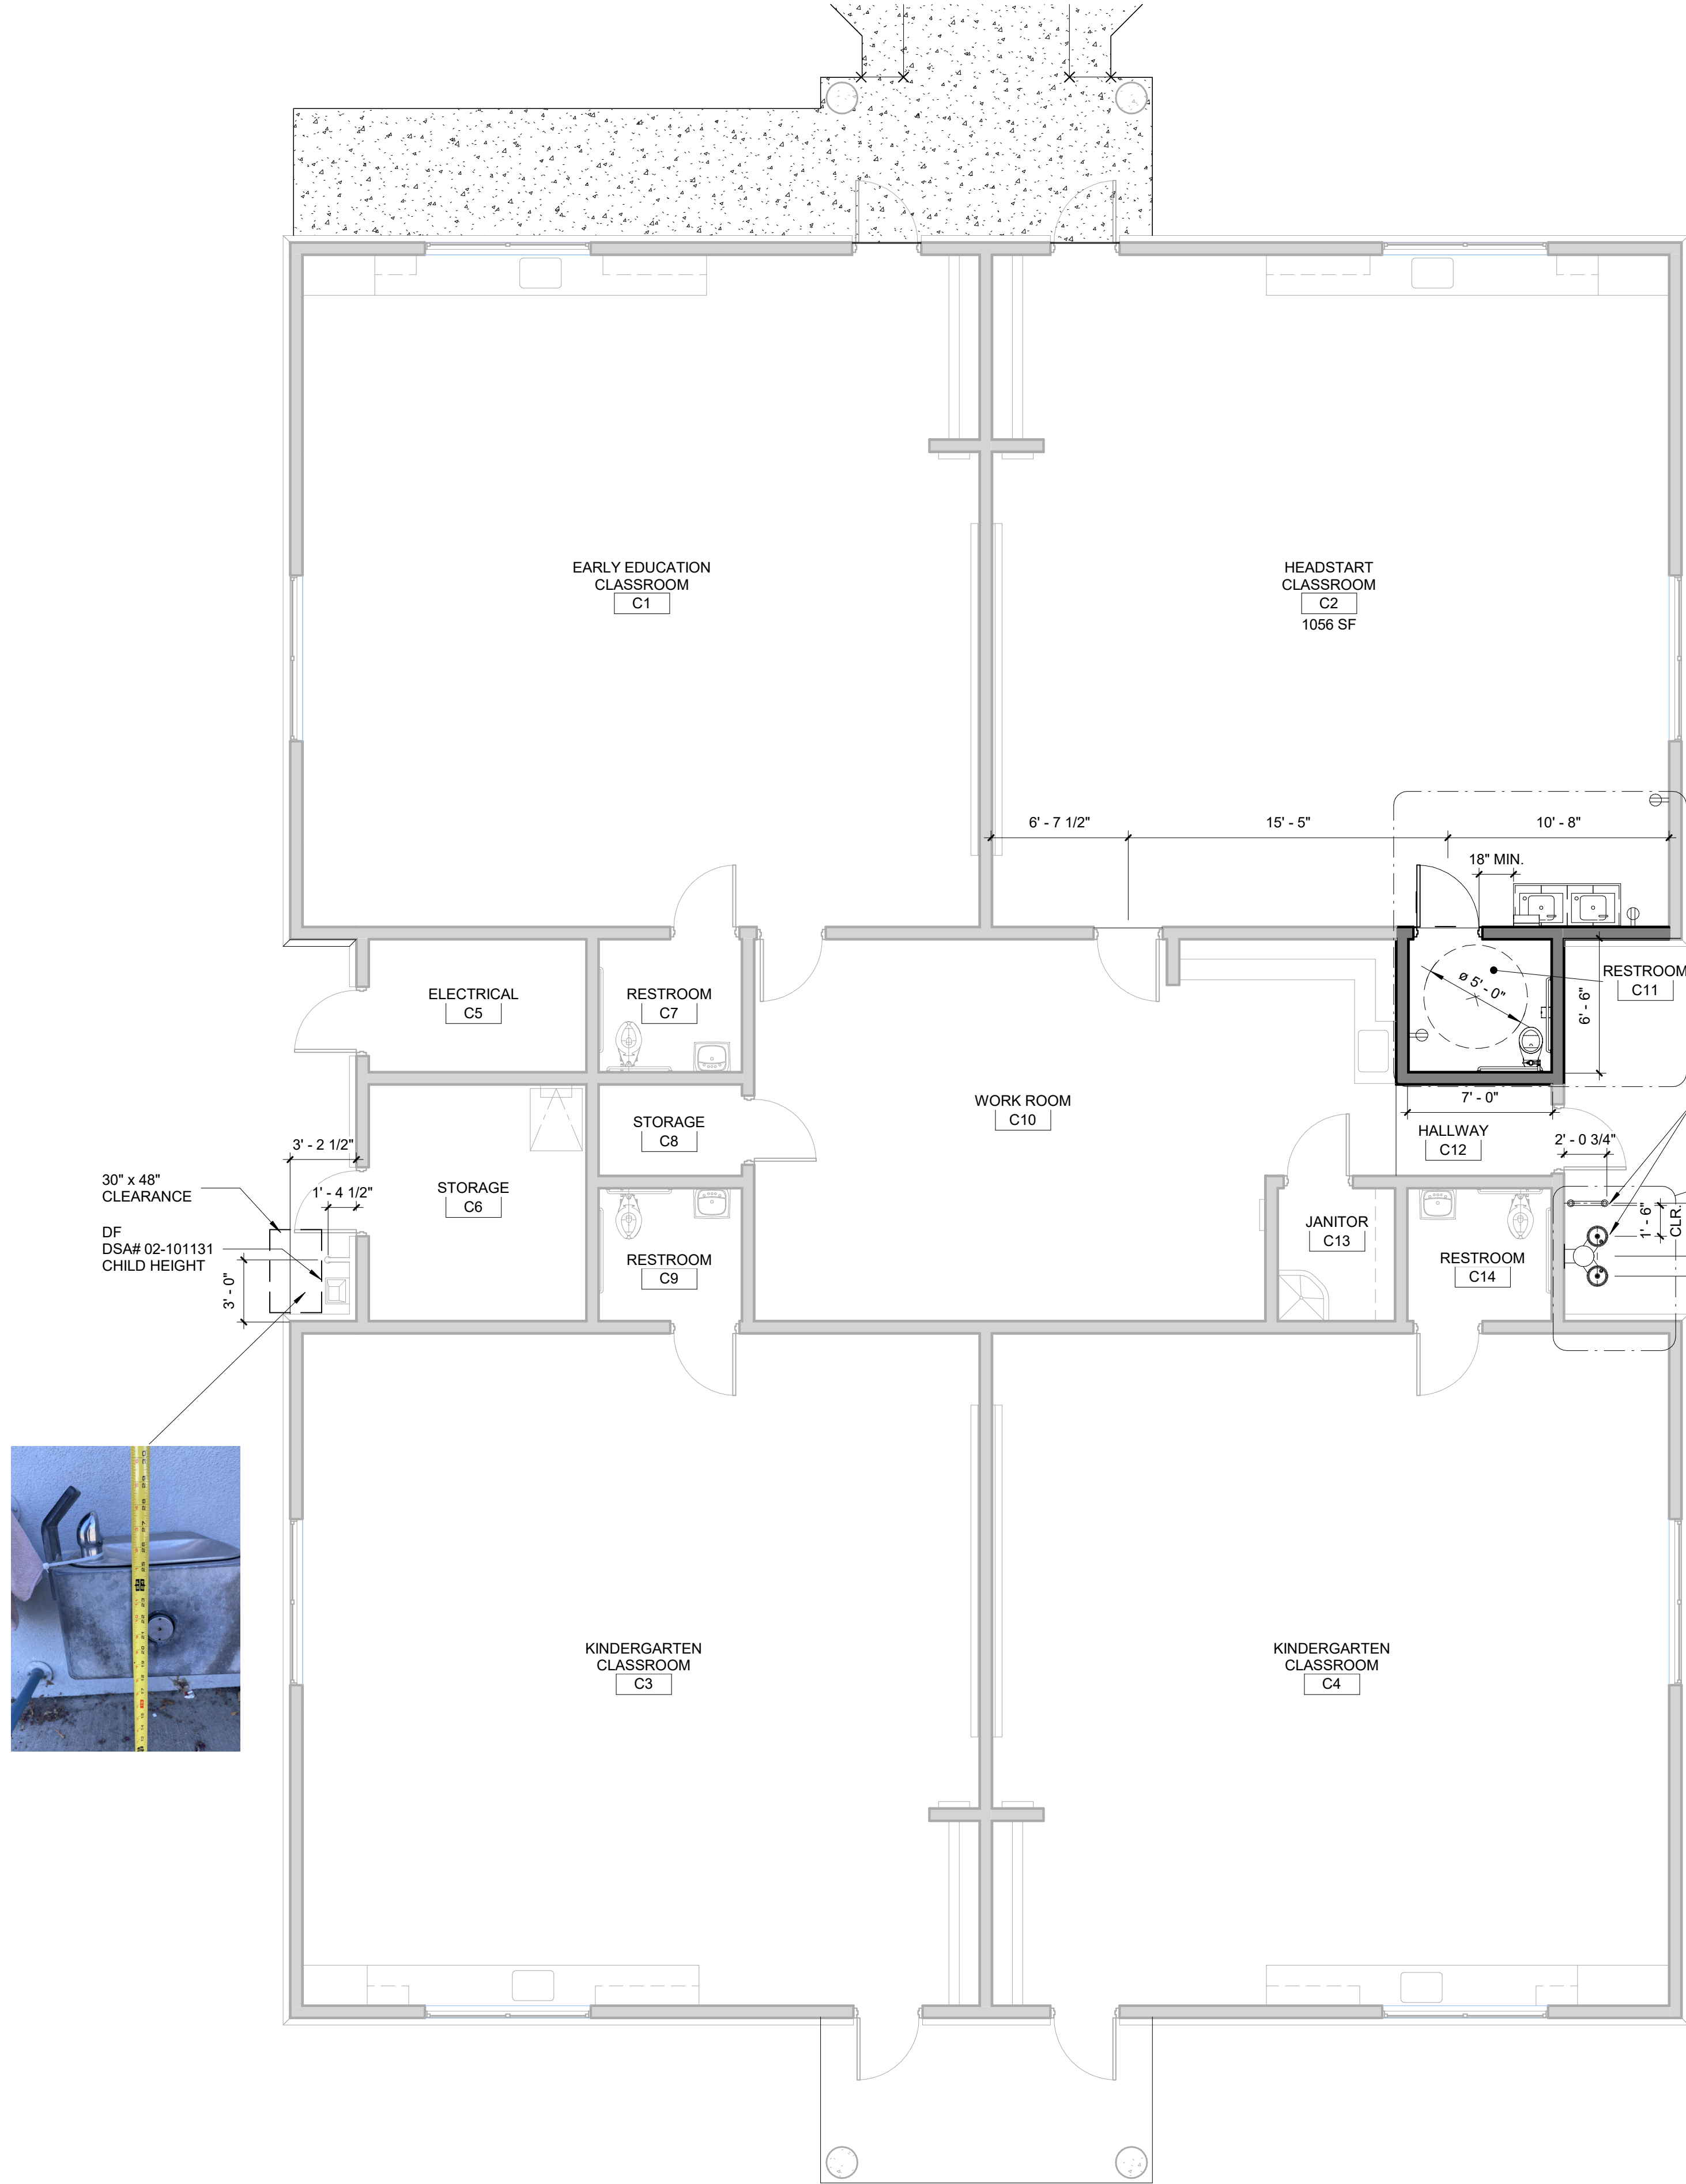 EARLY EDUCATION
CLASSROOM
C1
HEADSTART
CLASSROOM
C2
1056 SF
6' - 7 1/2"
15' - 5"
10' - 8"
18" MIN.
ELECTRICAL
C5
RESTROOM
C7
ø 5' - 0"
RESTROOM
C11
6' - 6"
WORK ROOM
C10
7' - 0"
STORAGE
C8
HALLWAY
C12
2' - 0 3/4"
3' - 2 1/2"
30" x 48"
CLEARANCE
1' - 4 1/2"
STORAGE
C6
DF
DSA# 02-101131
CHILD HEIGHT
3' - 0"
RESTROOM
C9
JANITOR
C13
RESTROOM
C14
1' - 6"
CLR.
KINDERGARTEN
CLASSROOM
C3
KINDERGARTEN
CLASSROOM
C4